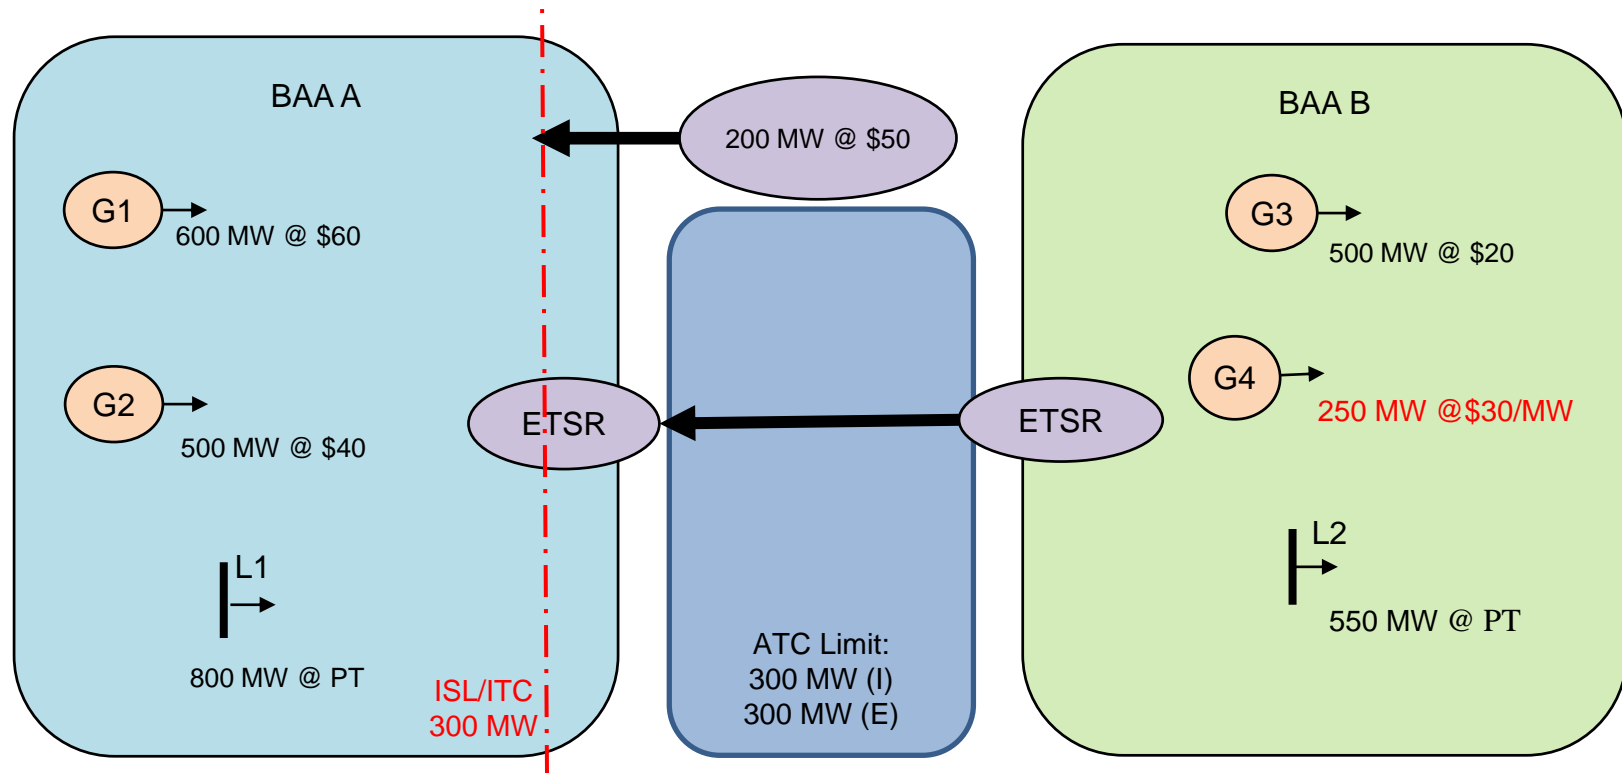 BAA A
G1
600 MW @ $60
G2
500 MW @ $40
L1
800 MW @ PT
ISL/ITC
300 MW
200 MW @ $50
ETSR
ETSR
ATC Limit:
300 MW (I)
300 MW (E)
BAA B
G3
500 MW @ $20
G4
250 MW @$30/MW
L2
550 MW @ PT